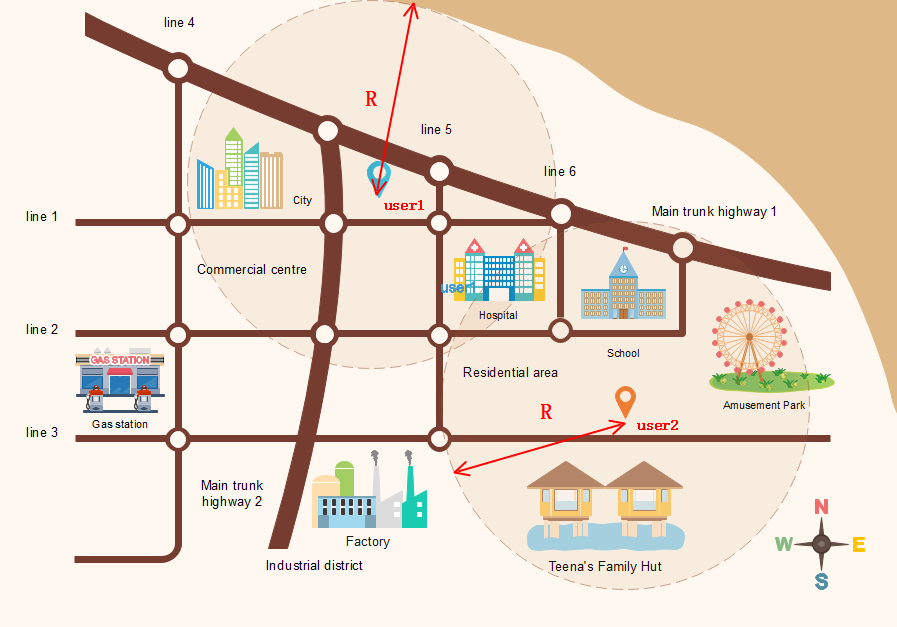 line 4
R
line 5
line 6
City
user1
line 1
Main trunk highway 1
Commercial centre
user1
Hospital
line 2
School
GAS STATION
Residential area
Amusement Park
R
user2
Gas station
line 3
Main trunk
highway 2
Factory
Industrial district
Teena's Family Hut
N
W
E
S